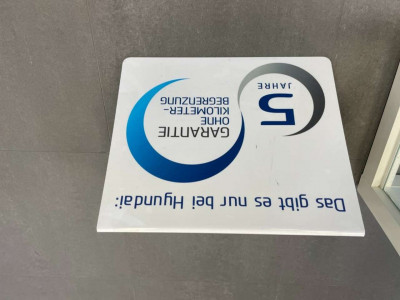 Das gibt es nur bei Hyundai:
5
JAHRE
GARANTIE
OHNE
KILOMETER-
BEGRENZUNG